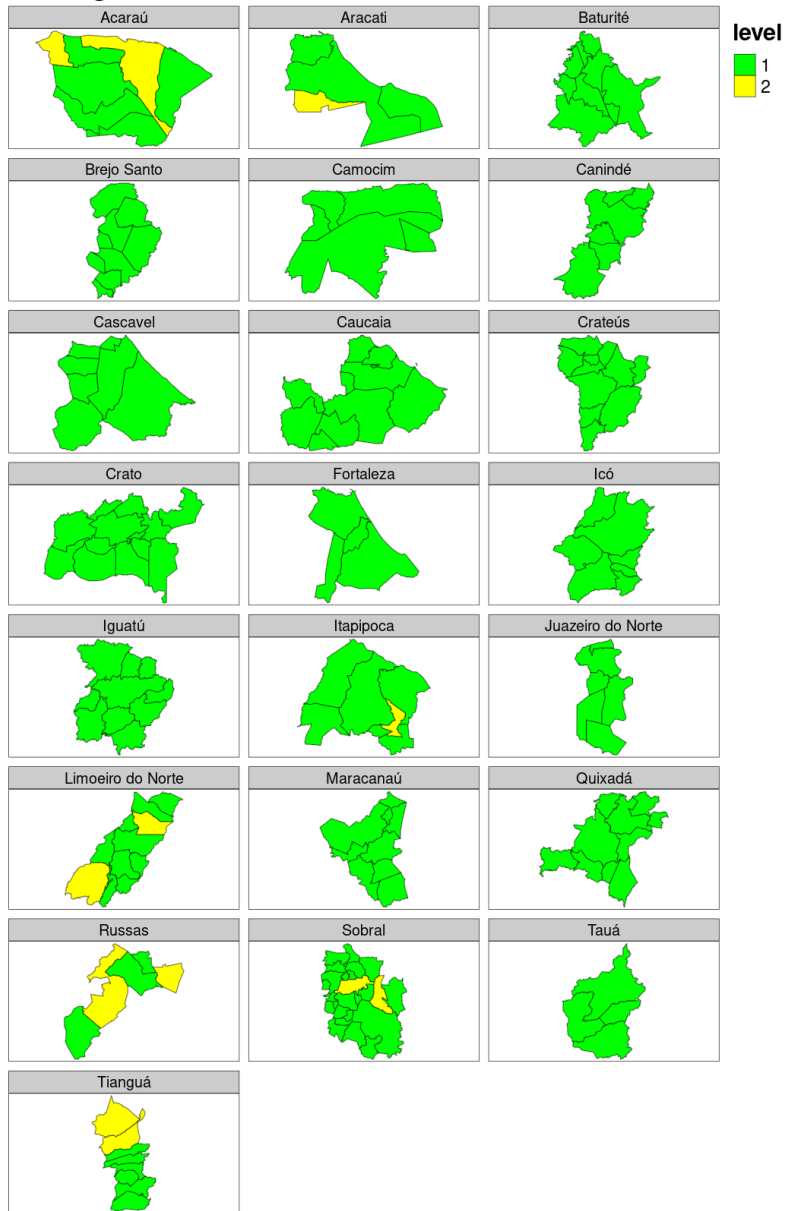 Acaraú
Aracati
Baturité
level
1
2
Brejo Santo
Camocim
Canindé
Cascavel
Caucaia
Crateús
Crato
Fortaleza
Icó
Iguatú
Itapipoca
Juazeiro do Norte
Limoeiro do Norte
Maracanaú
Quixadá
Russas
Sobral
Tauá
Tianguá